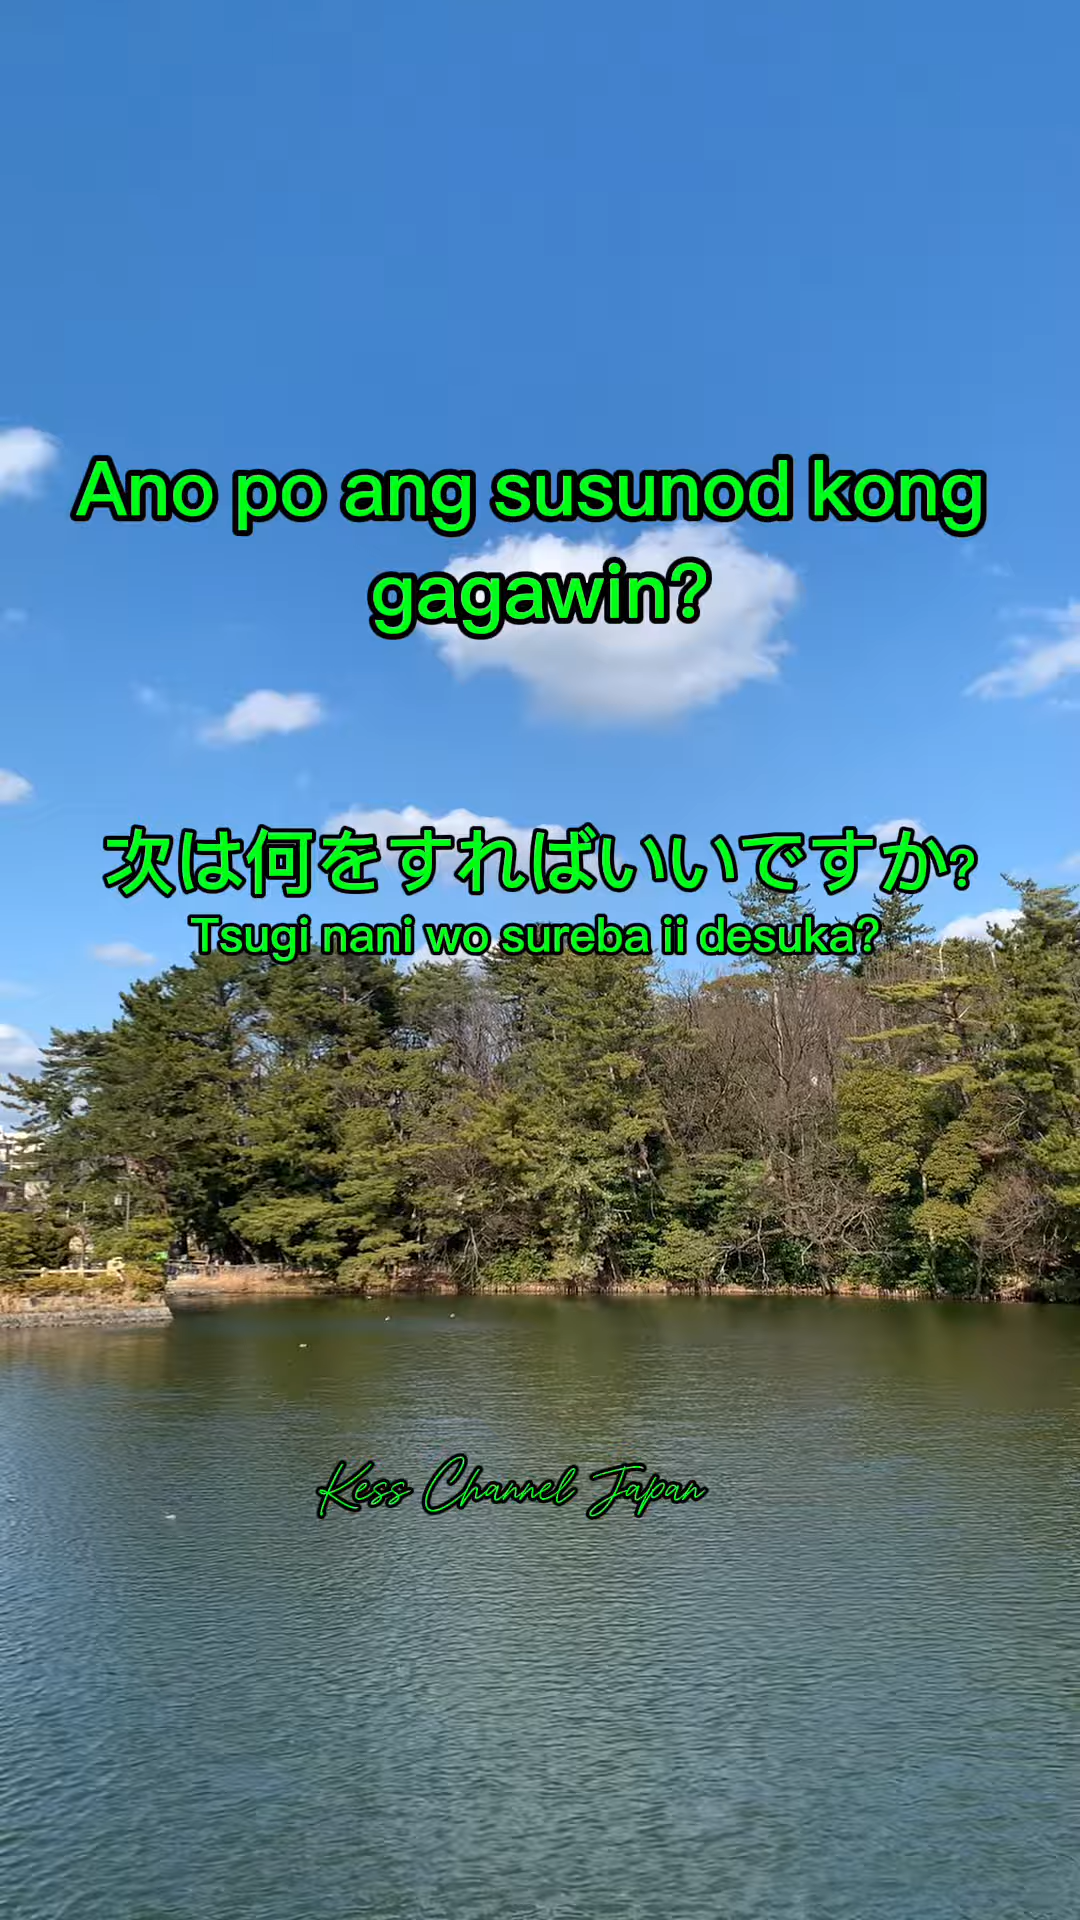 Ano po ang susunod kong
gagawin?
次は何をすればいいですか?
Tsugi nani wo sureba ii desuka?
Kess Channel Japan